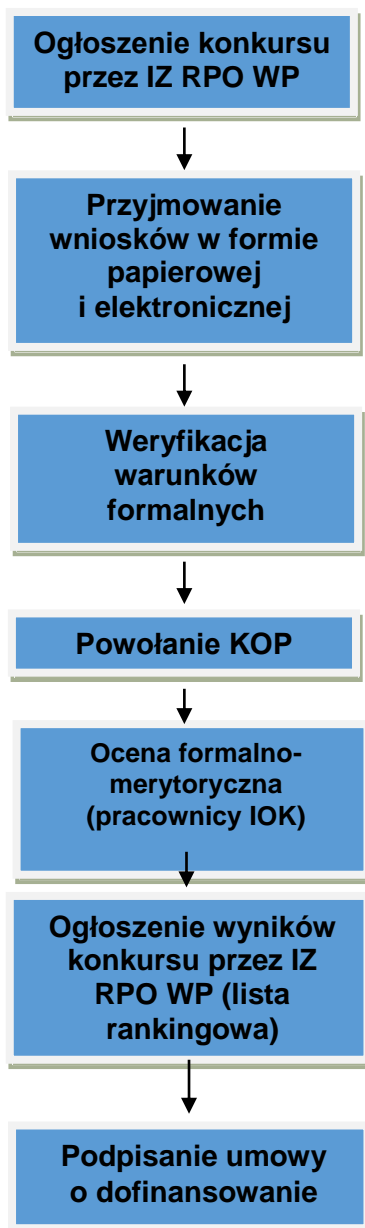 Ogłoszenie konkursu
przez IZ RPO WP
Przyjmowanie
wniosków w formie
papierowej
i elektronicznej
Weryfikacja
warunków
formalnych
Powołanie KOP
Ocena formalno-
merytoryczna
(pracownicy IOK)
Ogłoszenie wyników
konkursu przez IZ
RPO WP (lista
rankingowa)
Podpisanie umowy
o dofinansowanie